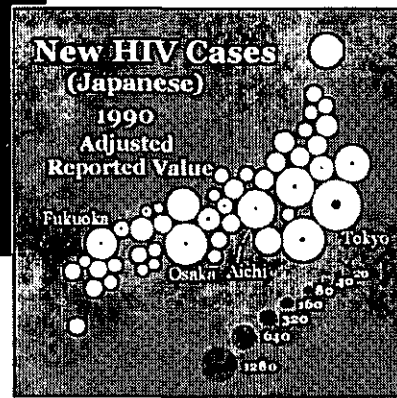 New HIV Cases
(Japanese)
1990
Adjusted
Reported Value
Fukuoka
Tokyo
Osaka
Aichi
20
40
80
160
320
640
1280